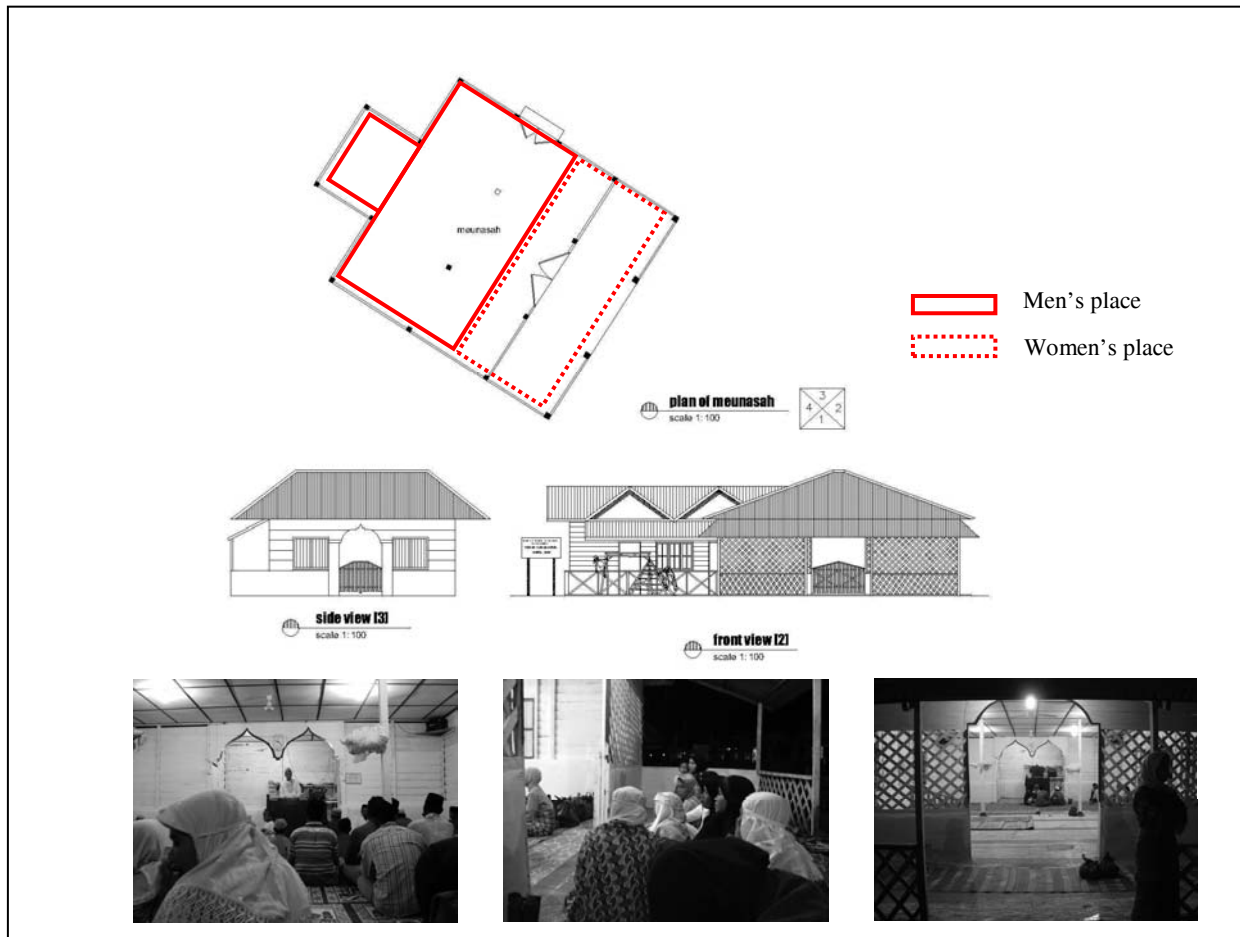 meunasah
Men's place
Women's place
plan of meunasah
scale 1: 100
3
4 2
1
side view [3]
scale 1: 100
front view [2]
scale 1: 100